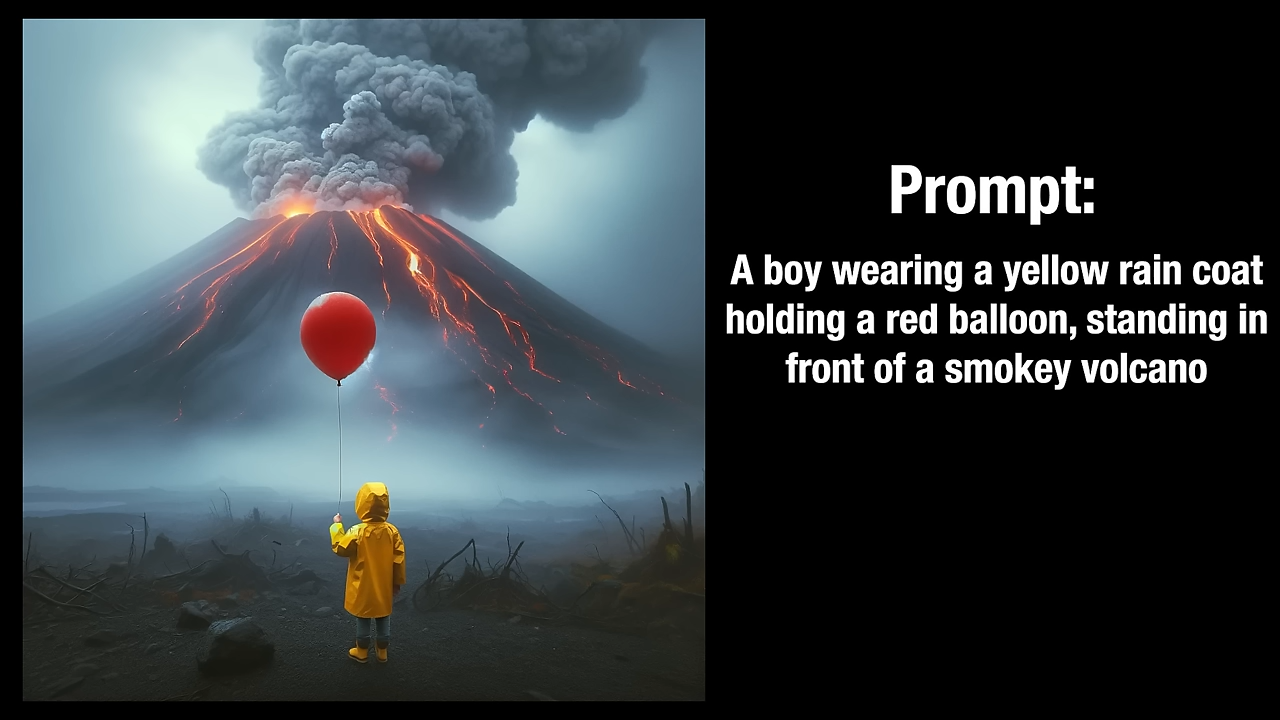 Prompt:
A boy wearing a yellow rain coat
holding a red balloon, standing in
front of a smokey volcano